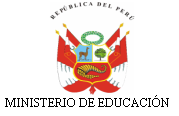 REPÚBLICA DEL PERÚ
MINISTERIO DE EDUCACIÓN